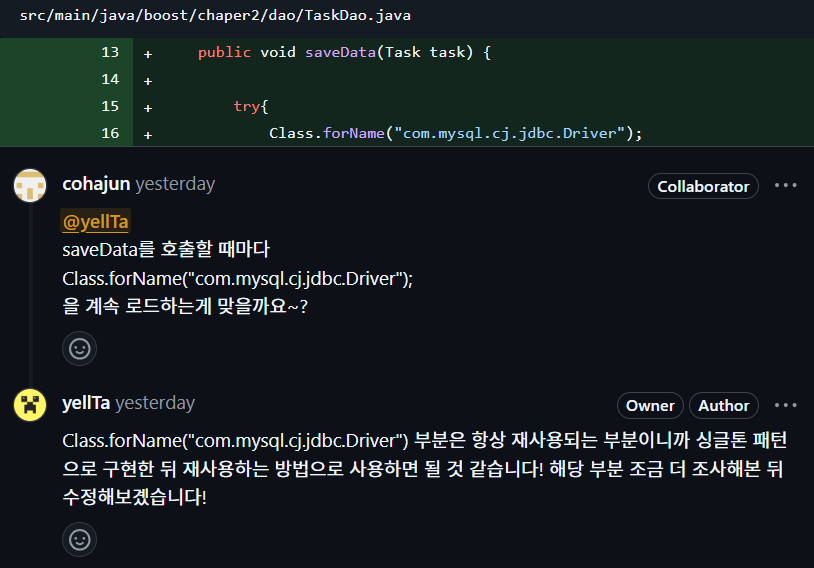 src/main/java/boost/chaper2/dao/TaskDao.java
13 + public void saveData(Task task) {
14 +
15 + try{
16 + Class.forName("com.mysql.cj.jdbc.Driver");
cohajun yesterday Collaborator
@yellTa
saveData를 호출할 때마다
Class.forName("com.mysql.cj.jdbc.Driver");
을 계속 로드하는게 맞을까요~?
yellTa yesterday Owner Author
Class.forName("com.mysql.cj.jdbc.Driver") 부분은 항상 재사용되는 부분이니까 싱글톤 패턴
으로 구현한 뒤 재사용하는 방법으로 사용하면 될 것 같습니다! 해당 부분 조금 더 조사해본 뒤
수정해보곘습니다!